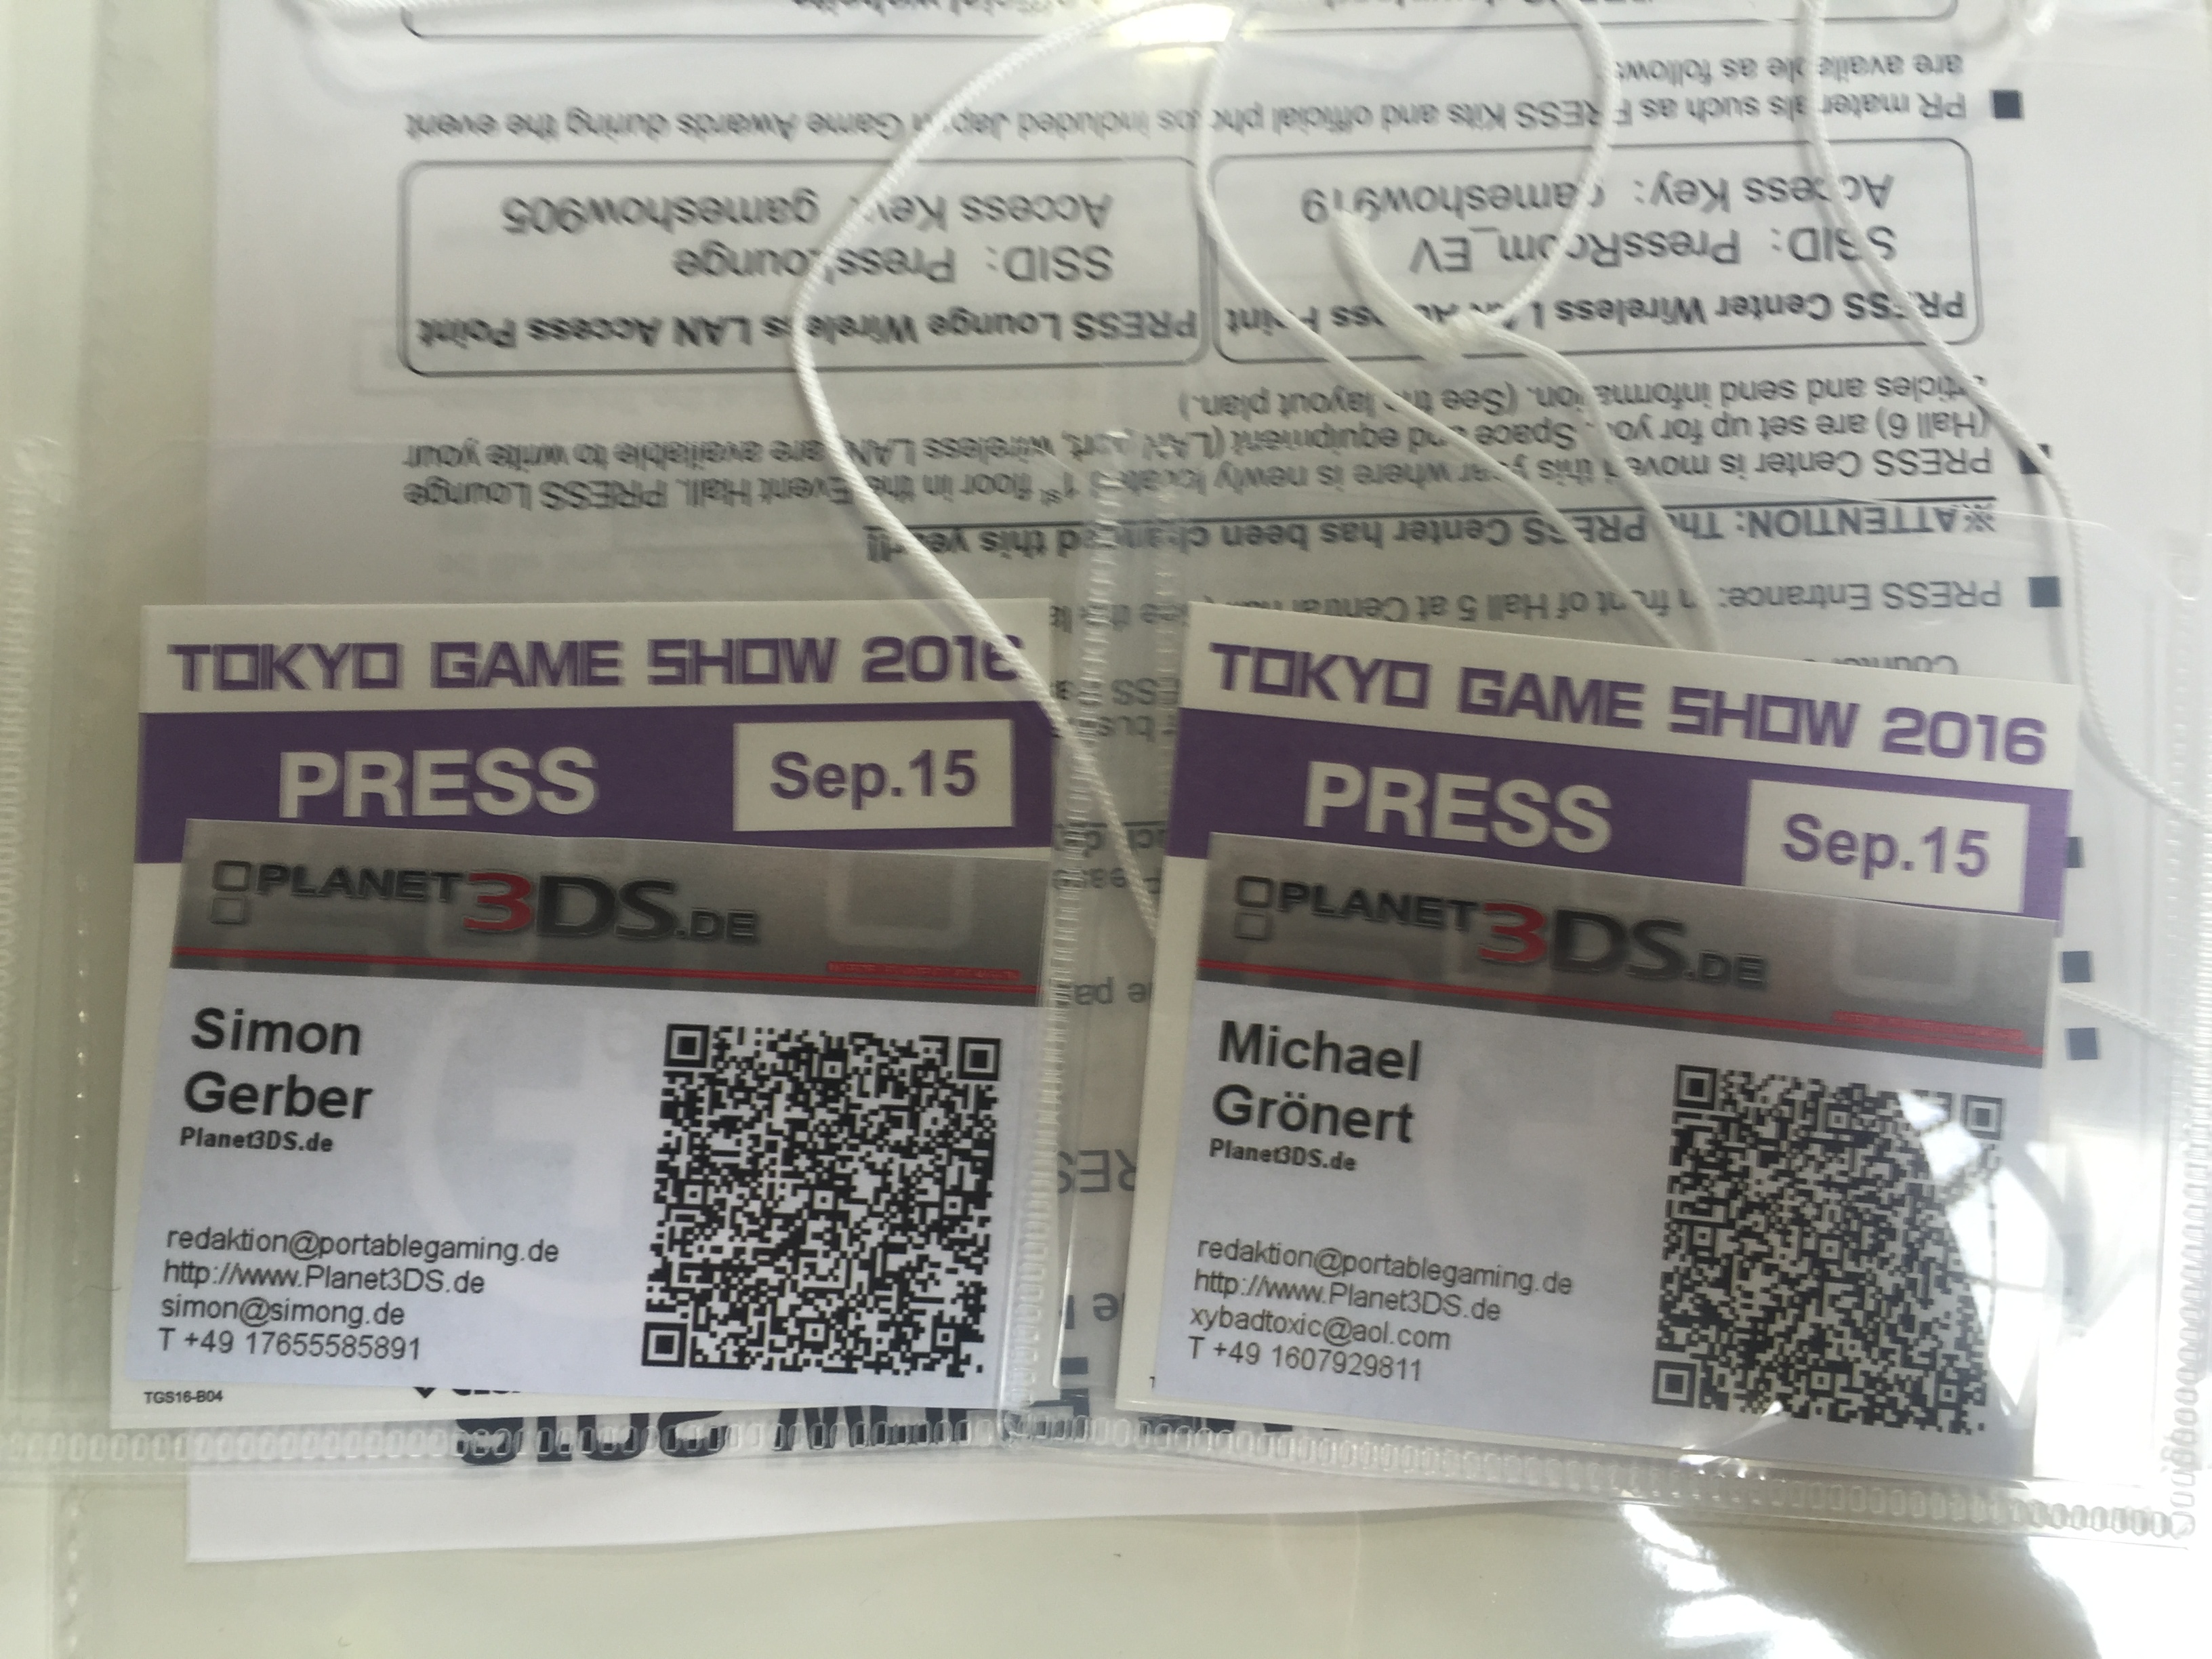 are available as follows
PR materials such as PRESS Kits and official photos included Japan Game Awards during the event
PRESS Center Wireless LAN Access Point
SSID: PressRoom_EV
Access Key: gameshow919
PRESS Lounge Wireless LAN Access Point
SSID: PressLounge
Access Key: gameshow905
※ATTENTION: The PRESS Center has been changed this year!!
PRESS Center is moved this year where is newly located 1st floor in the Event Hall. PRESS Lounge
(Hall 6) are set up for you. Space and equipment (LAN port, wireless LAN) are available to write your
articles and send information. (See the layout plan.)
PRESS Entrance: In front of Hall 5 at Central
TOKYO GAME SHOW 2016
PRESS
Sep.15
PLANET3DS.DE
Simon
Gerber
Planet3DS.de
redaktion@portablegaming.de
http://www.Planet3DS.de
simon@simong.de
T +49 17655585891
TGS16-B04
TOKYO GAME SHOW 2016
PRESS
Sep.15
PLANET3DS.DE
Michael
Grönert
Planet3DS.de
redaktion@portablegaming.de
http://www.Planet3DS.de
xybadtoxic@aol.com
T +49 1607929811